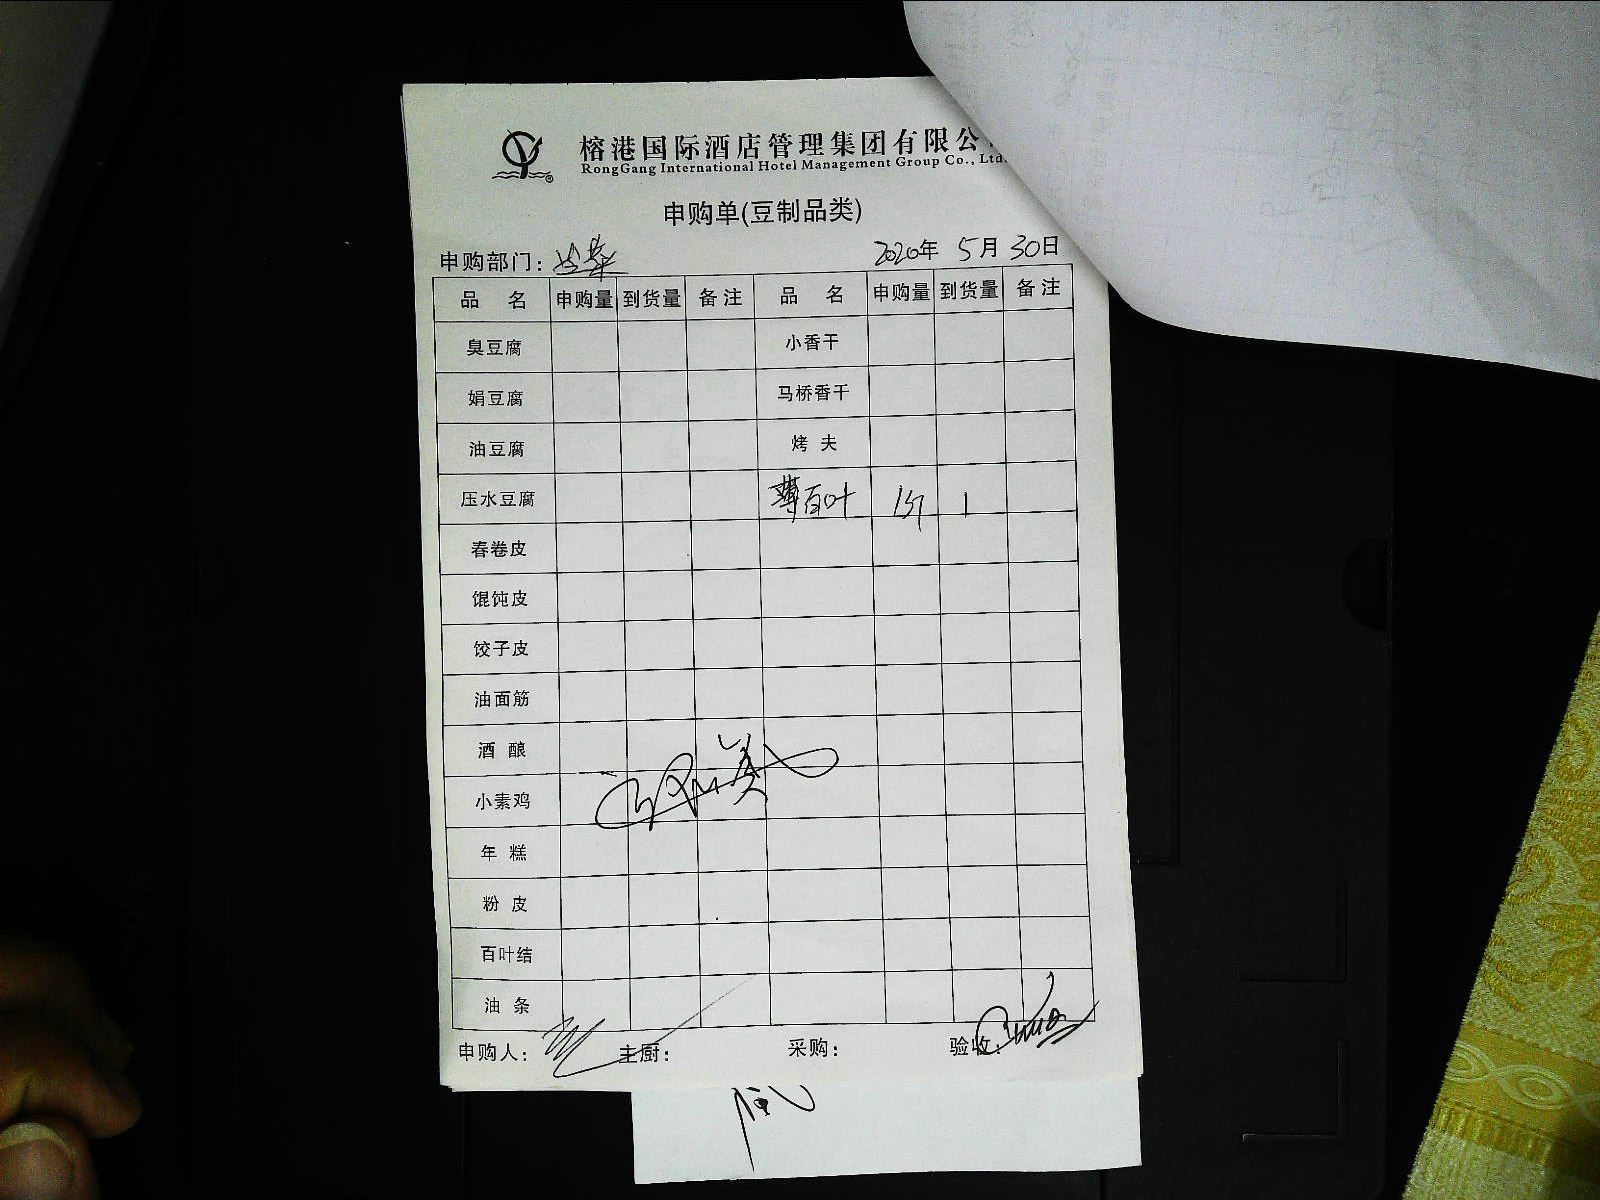 榕港国际酒店管理集团有限公
RongGang International Hotel Management Group Co., Ltd.
申购单(豆制品类)
申购部门: 冷菜 2020年 5月 30日
品 名 申购量 到货量 备注 品 名 申购量 到货量 备注
臭豆腐 小香干
娟豆腐 马桥香干
油豆腐 烤 夫
压水豆腐 薄百叶 1斤 1
春卷皮
馄饨皮
饺子皮
油面筋
酒 酿
小素鸡
年 糕
粉 皮
百叶结
油 条
申购人: 主厨: 采购: 验收: